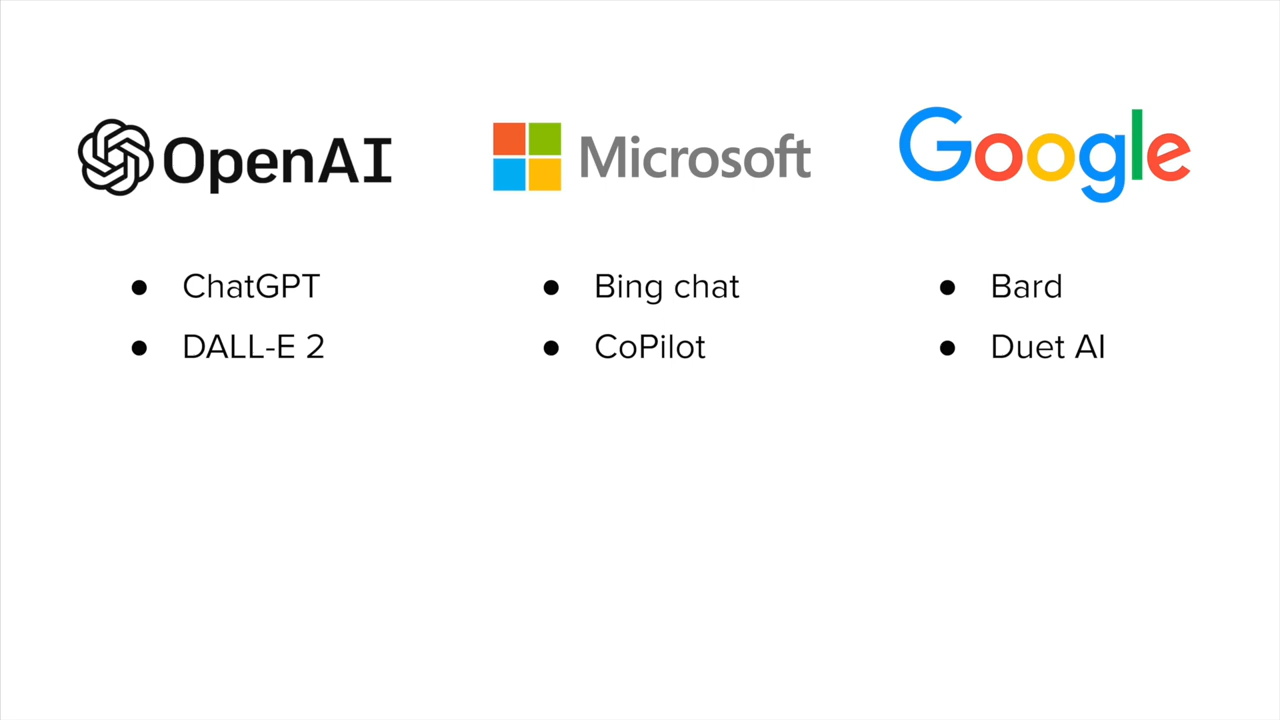 OpenAI
Microsoft
Google
● ChatGPT
● DALL-E 2
● Bing chat
● CoPilot
● Bard
● Duet AI